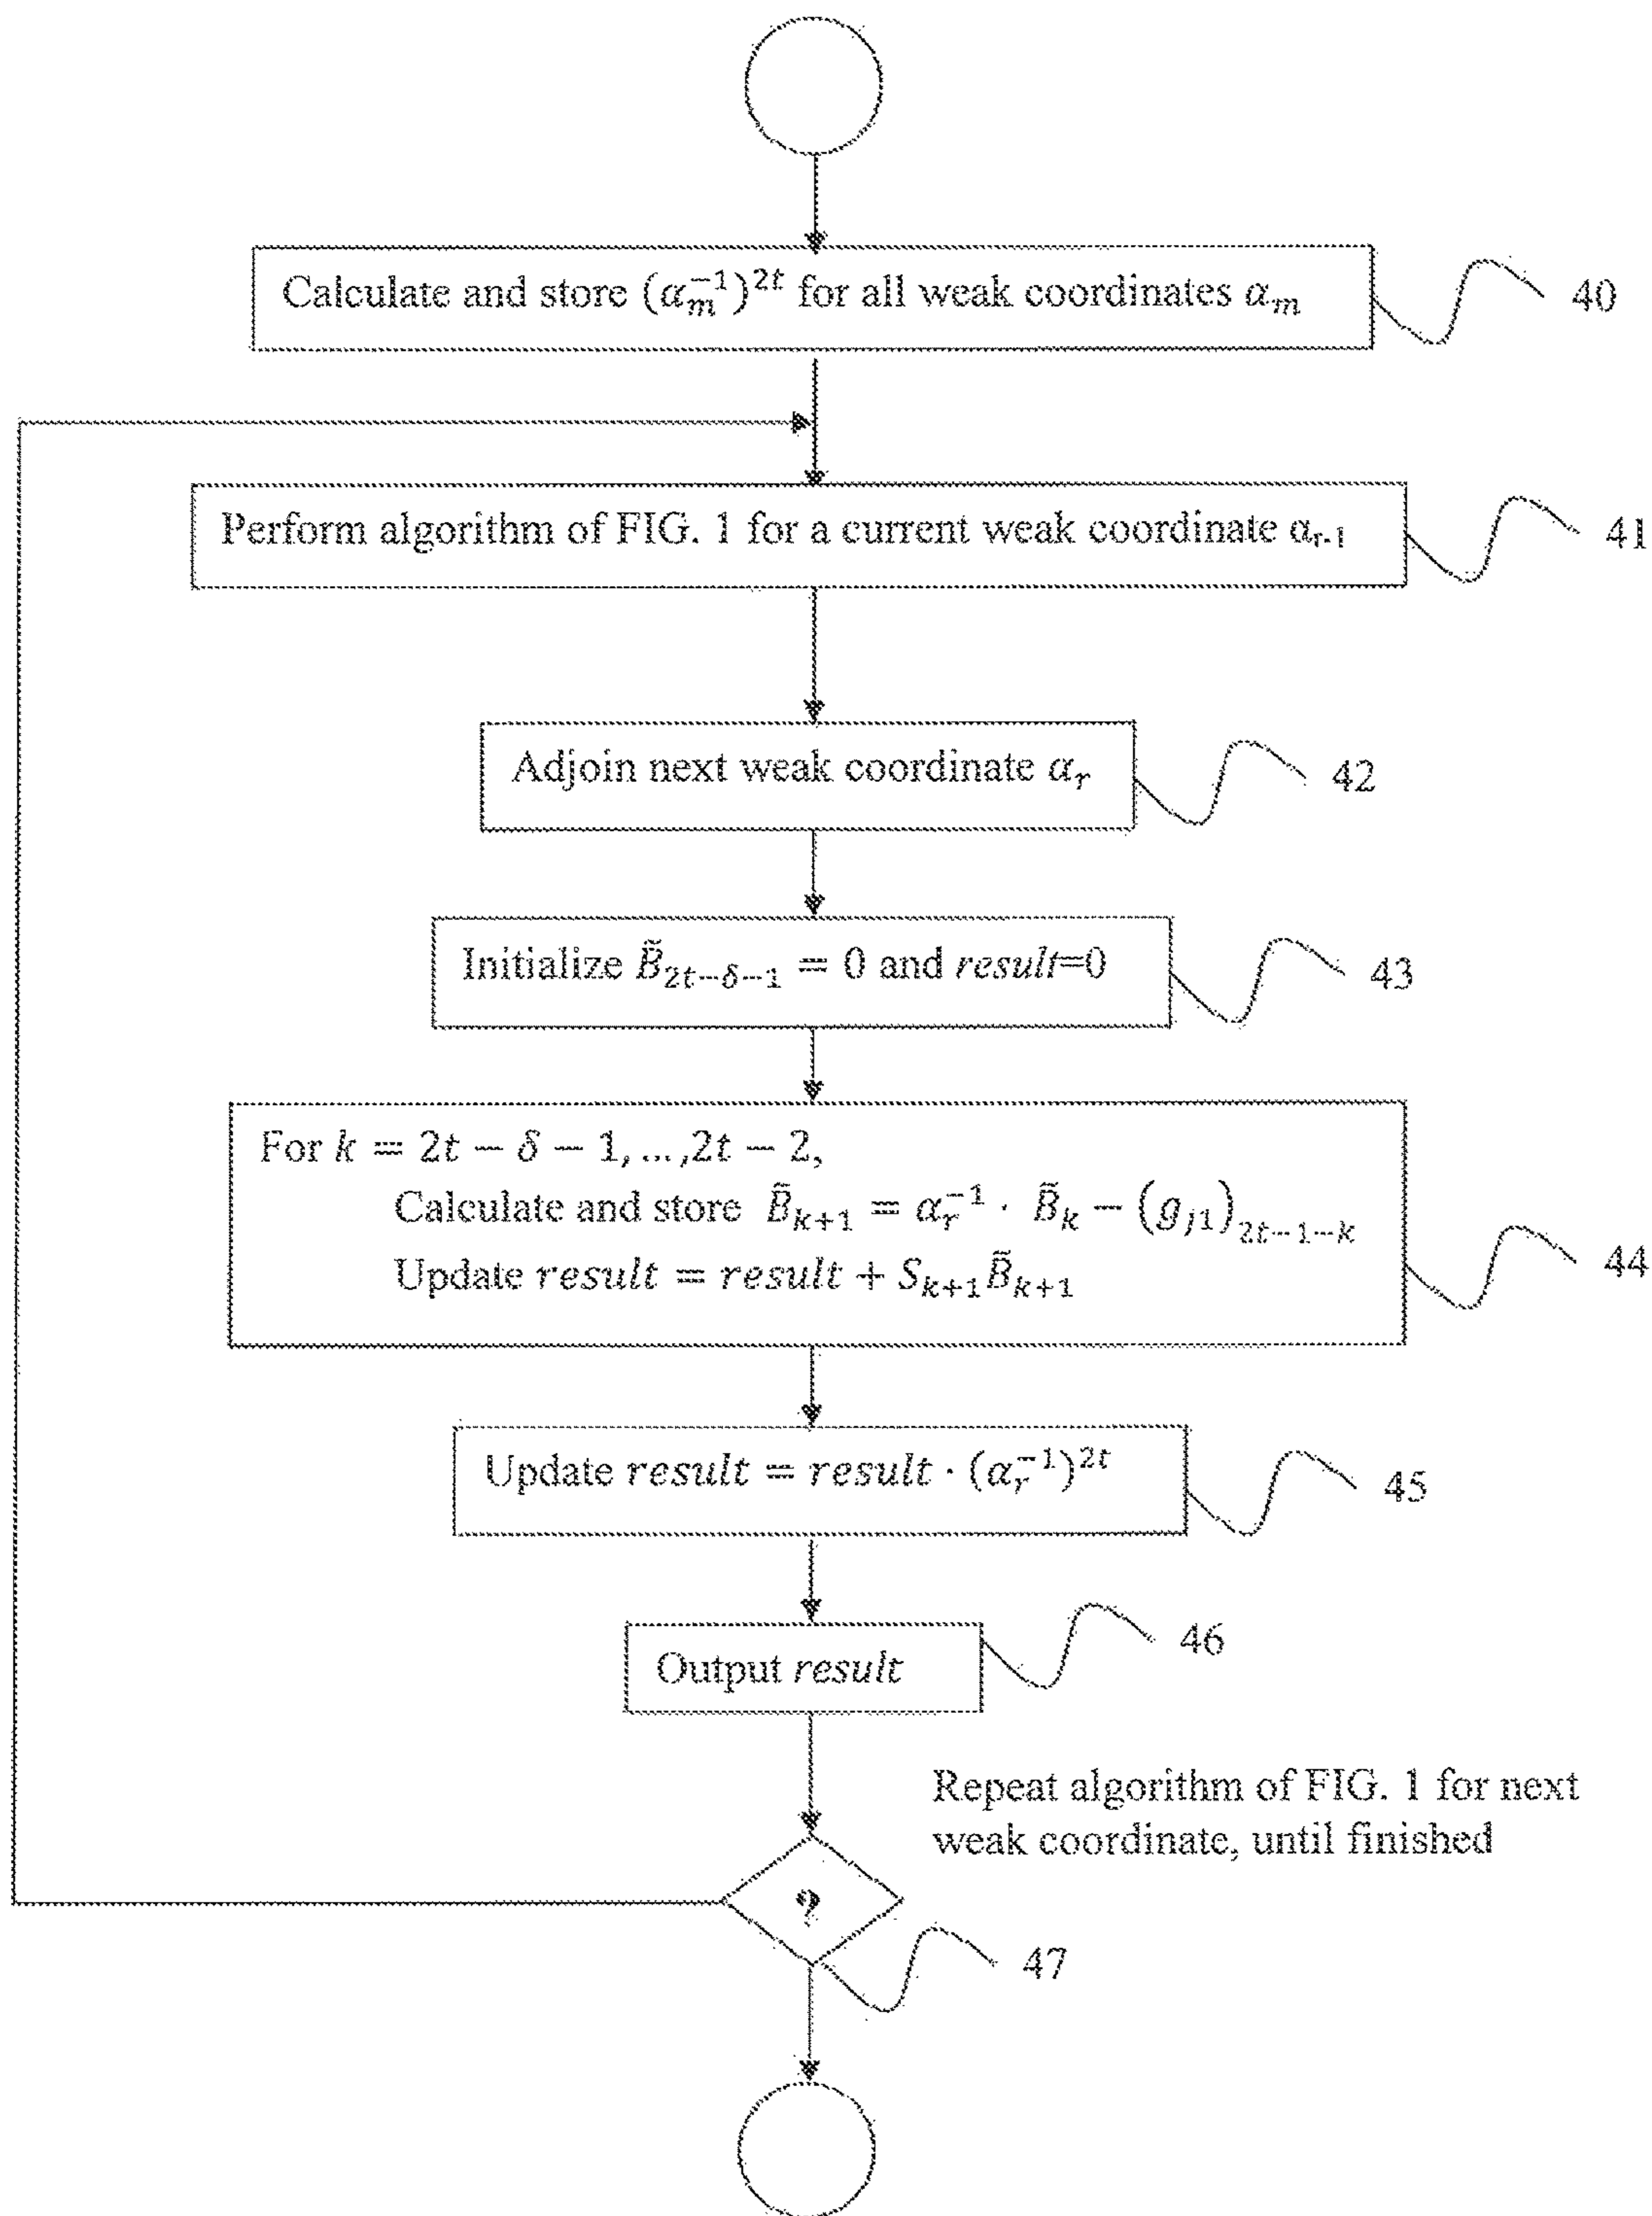 Calculate and store (α_m^{-1})^{2t} for all weak coordinates α_m
40
Perform algorithm of FIG. 1 for a current weak coordinate α_{r-1}
41
Adjoin next weak coordinate α_r
42
Initialize B̃_{2t-δ-1} = 0 and result=0
43
For k = 2t − δ − 1, …, 2t − 2,
Calculate and store B̃_{k+1} = α_r^{-1} · B̃_k − (g_{j1})_{2t-1-k}
Update result = result + S_{k+1}B̃_{k+1}
44
Update result = result · (α_r^{-1})^{2t}
45
Output result
46
Repeat algorithm of FIG. 1 for next
weak coordinate, until finished
?
47